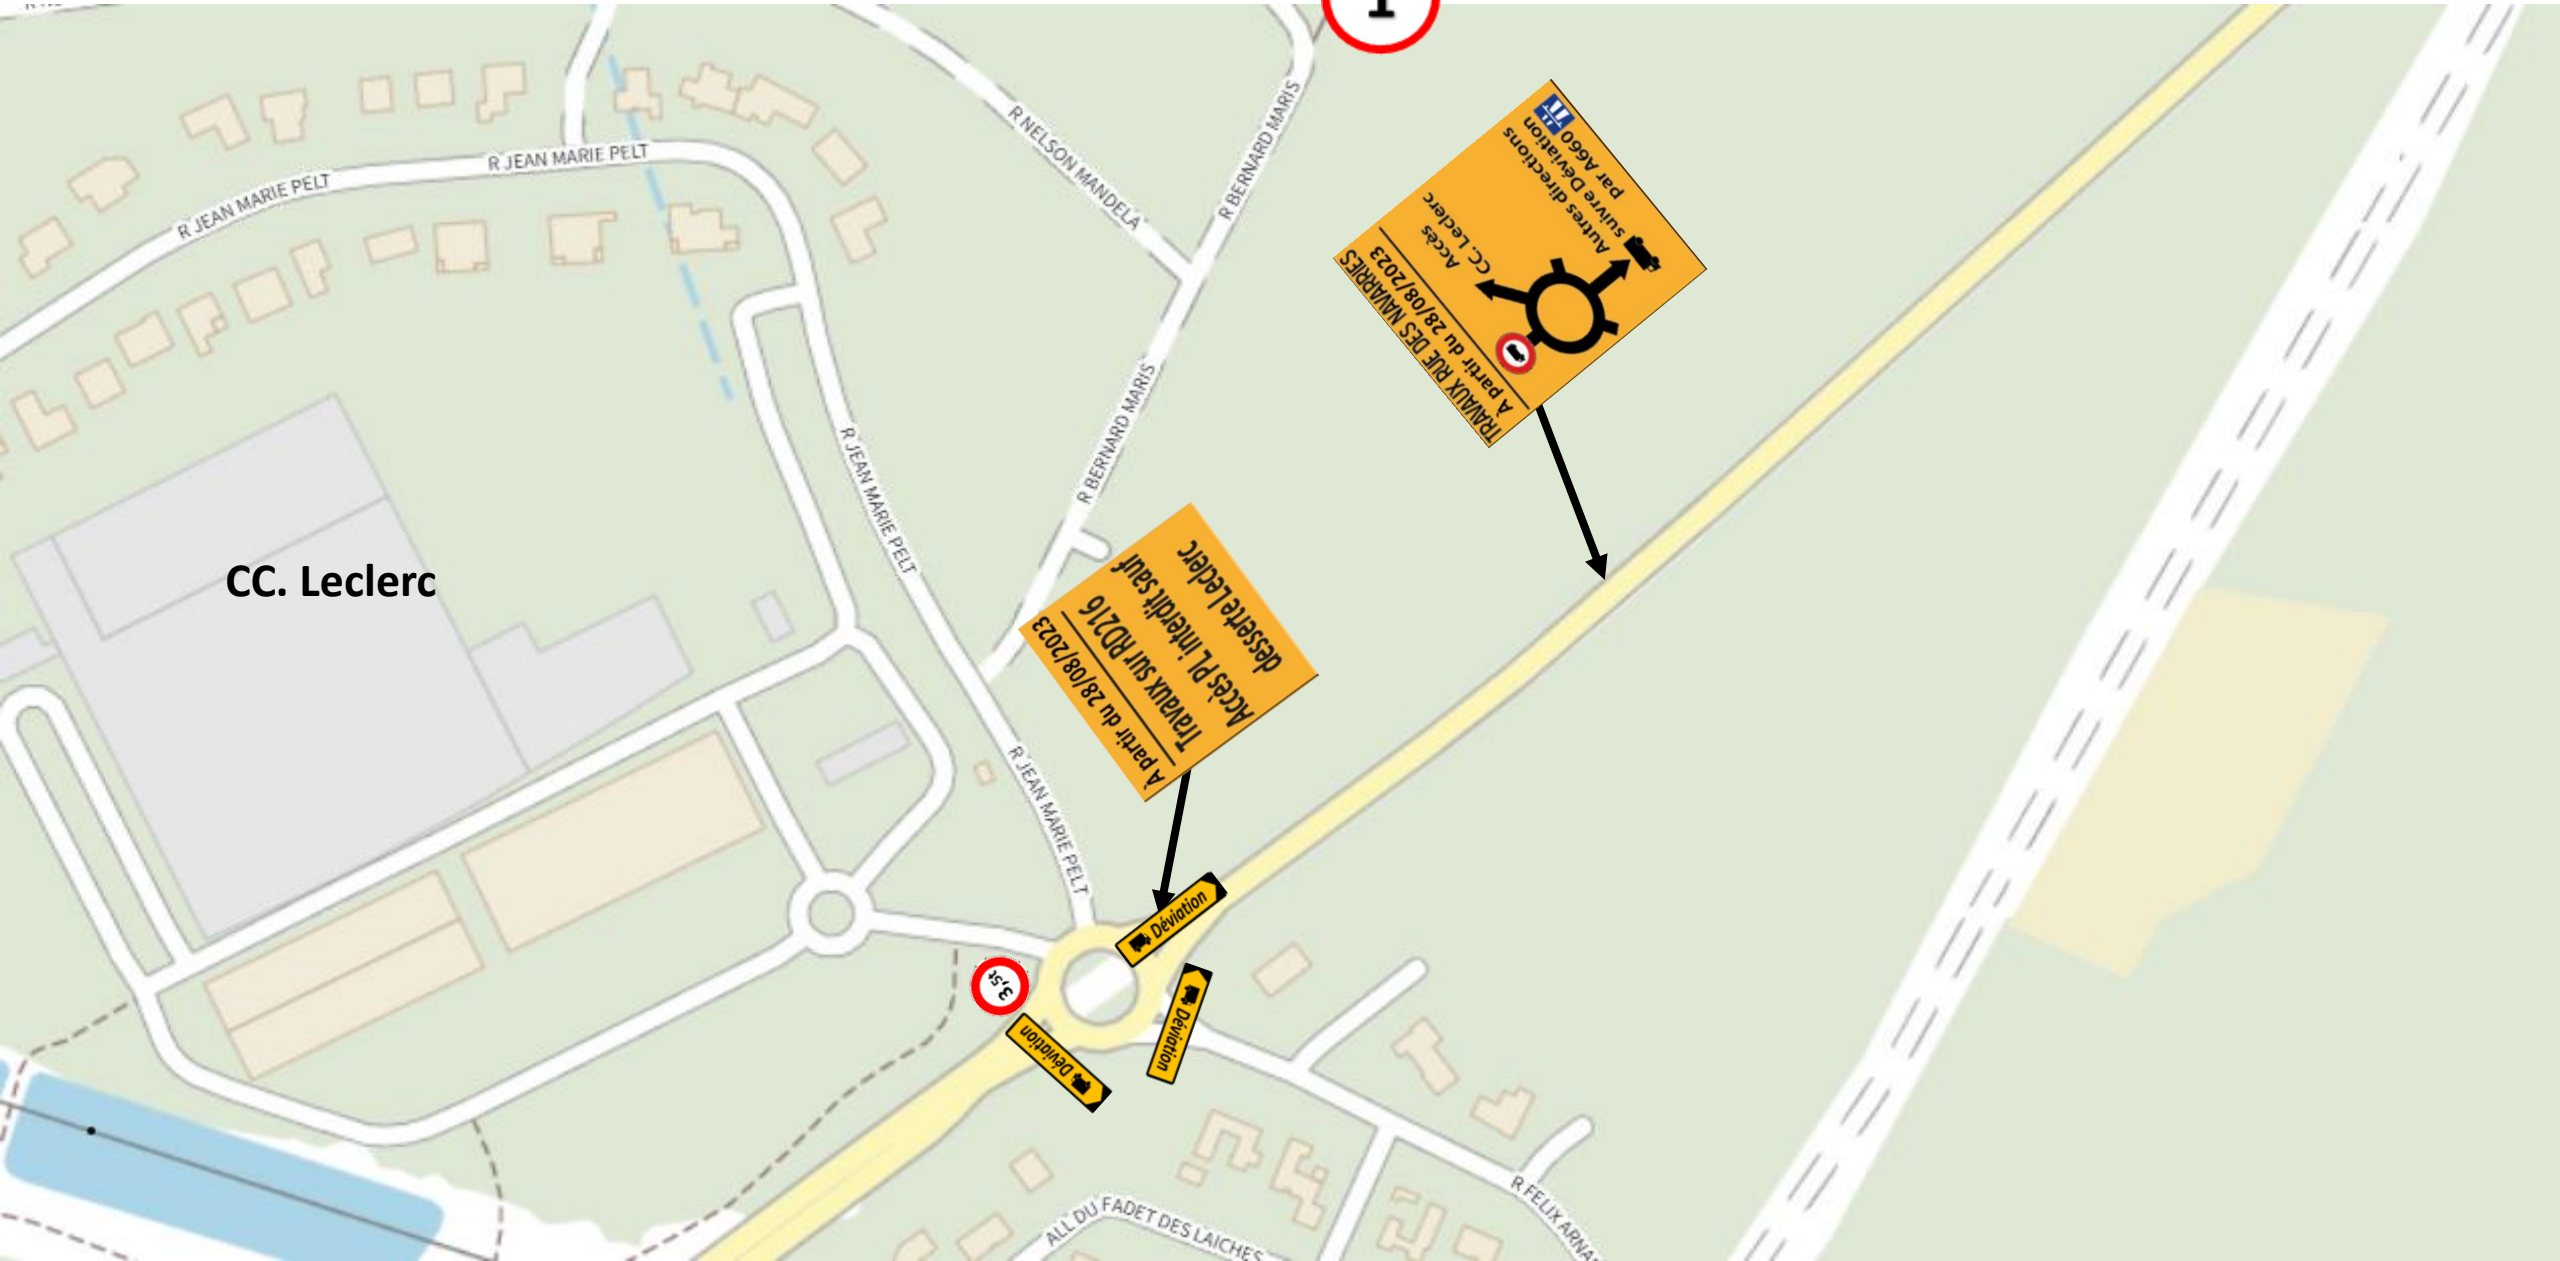 1
R JEAN MARIE PELT
R JEAN MARIE PELT
R NELSON MANDELA
R BERNARD MARIS
TRAVAUX RUE DES NAVARRIES
À partir du 28/08/2023
Accès
CC. Leclerc
Autres directions
suivre Déviation
par A660
R BERNARD MARIS
R JEAN MARIE PELT
CC. Leclerc
À partir du 28/08/2023
Travaux sur RD216
Accès PL interdit sauf
desserte Leclerc
R JEAN MARIE PELT
Déviation
3,5t
Déviation
Déviation
R FELIX ARNA
ALL DU FADET DES LAICHES